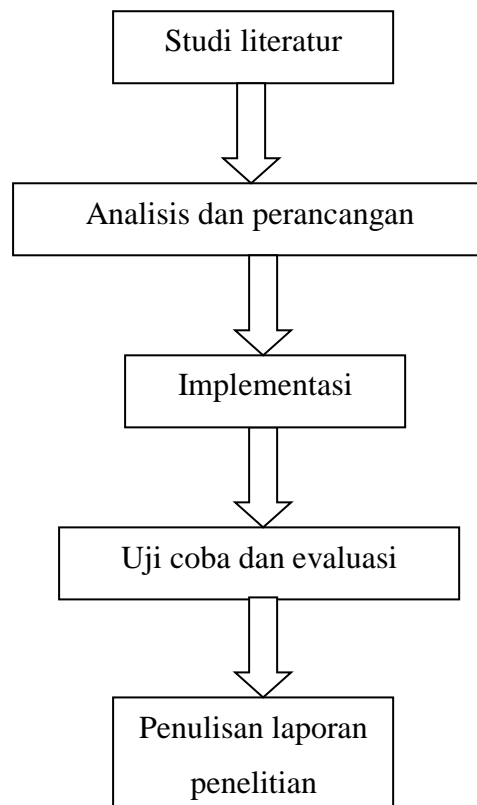 Studi literatur
Analisis dan perancangan
Implementasi
Uji coba dan evaluasi
Penulisan laporan
penelitian